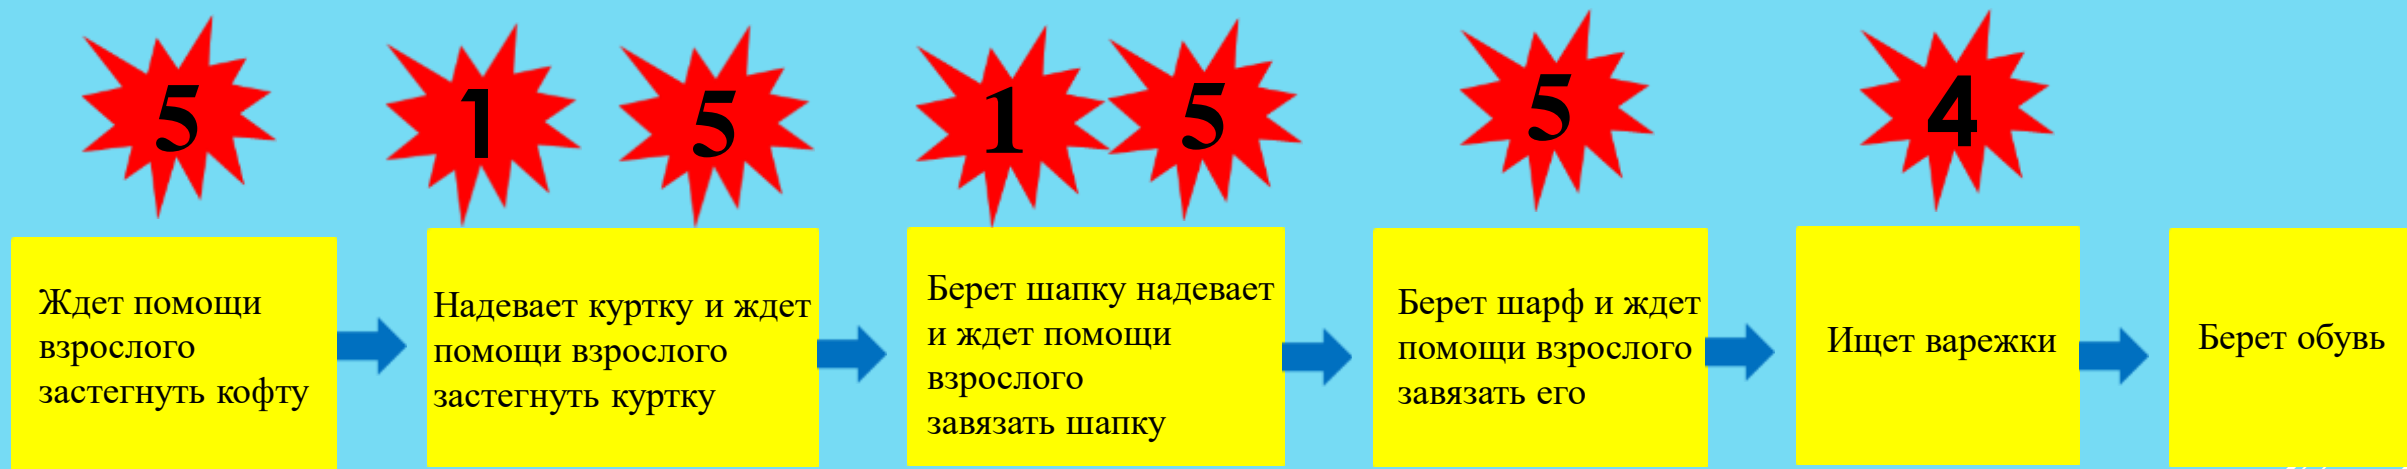 5
1
5
1
5
5
4
Ждет помощи
взрослого
застегнуть кофту
Надевает куртку и ждет
помощи взрослого
застегнуть куртку
Берет шапку надевает
и ждет помощи
взрослого
завязать шапку
Берет шарф и ждет
помощи взрослого
завязать его
Ищет варежки
Берет обувь